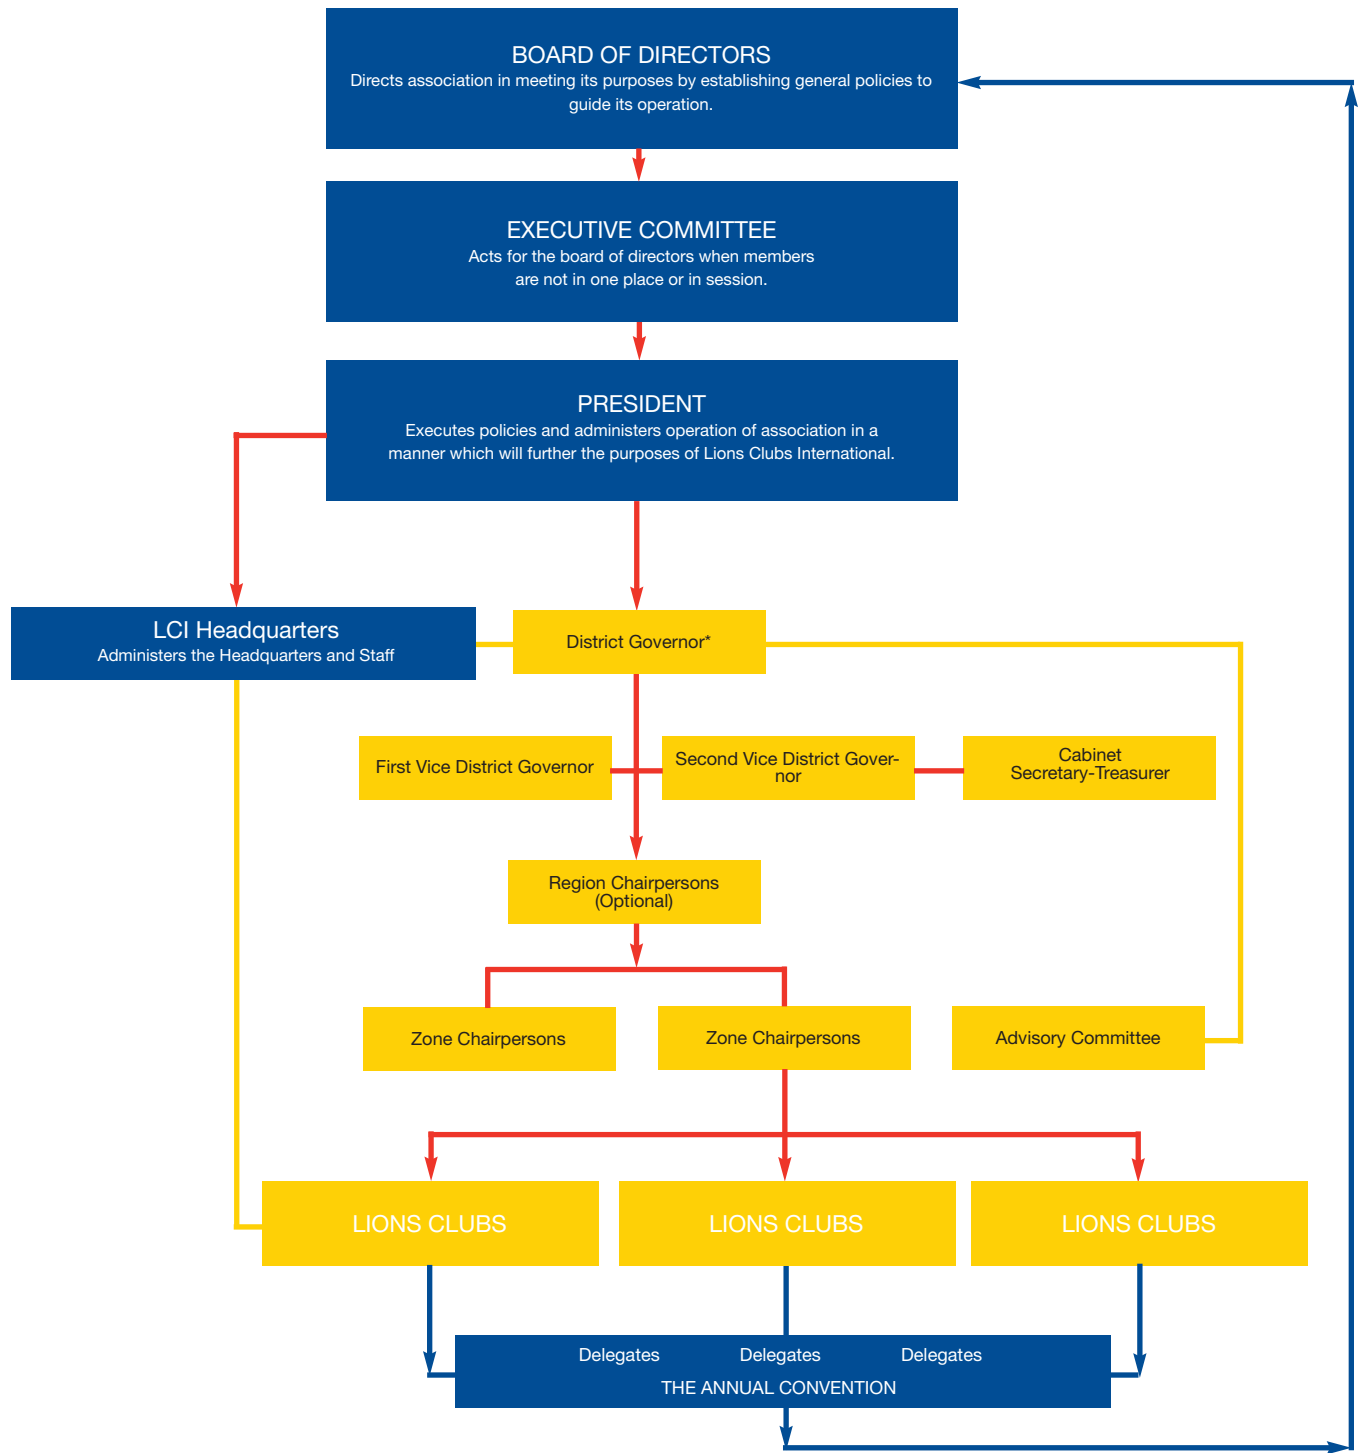 BOARD OF DIRECTORS
Directs association in meeting its purposes by establishing general policies to
guide its operation.
EXECUTIVE COMMITTEE
Acts for the board of directors when members
are not in one place or in session.
PRESIDENT
Executes policies and administers operation of association in a
manner which will further the purposes of Lions Clubs International.
LCI Headquarters
Administers the Headquarters and Staff
District Governor*
First Vice District Governor
Second Vice District Gover-
nor
Cabinet
Secretary-Treasurer
Region Chairpersons
(Optional)
Zone Chairpersons
Zone Chairpersons
Advisory Committee
LIONS CLUBS
LIONS CLUBS
LIONS CLUBS
Delegates Delegates Delegates
THE ANNUAL CONVENTION